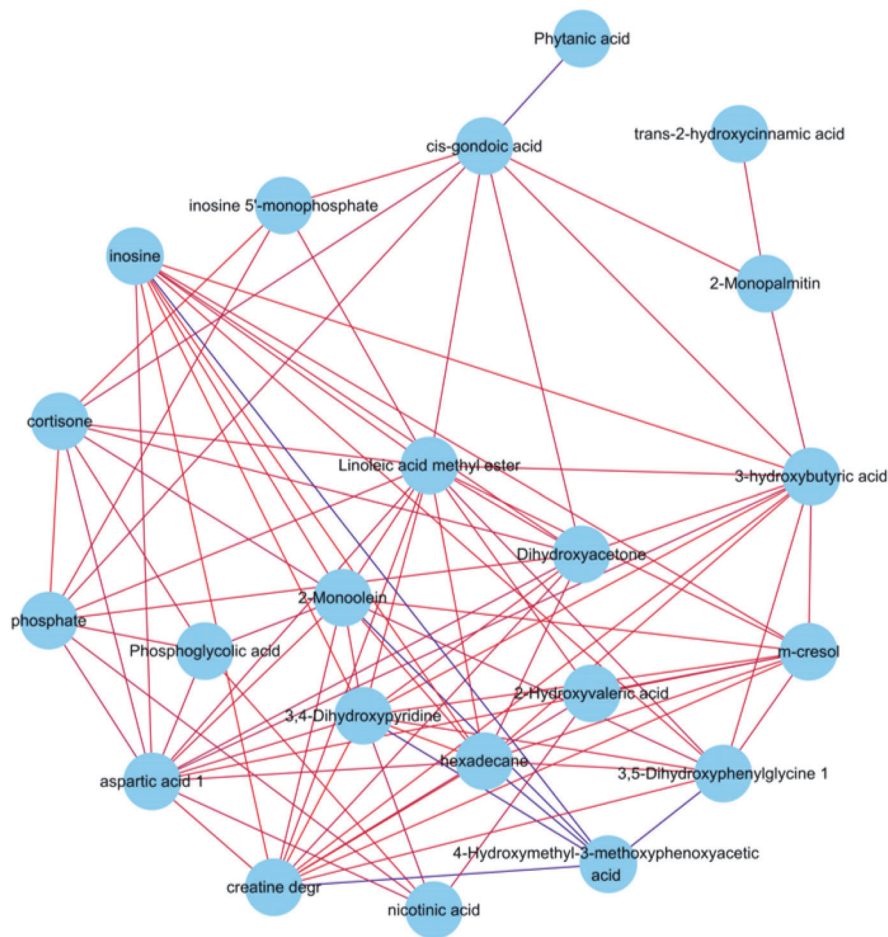 Phytanic acid
trans-2-hydroxycinnamic acid
cis-gondoic acid
inosine 5'-monophosphate
inosine
2-Monopalmitin
cortisone
Linoleic acid methyl ester
3-hydroxybutyric acid
Dihydroxyacetone
2-Monoolein
phosphate
Phosphoglycolic acid
m-cresol
2-Hydroxyvaleric acid
3,4-Dihydroxypyridine
hexadecane
aspartic acid 1
3,5-Dihydroxyphenylglycine 1
4-Hydroxymethyl-3-methoxyphenoxyacetic
acid
creatine degr
nicotinic acid